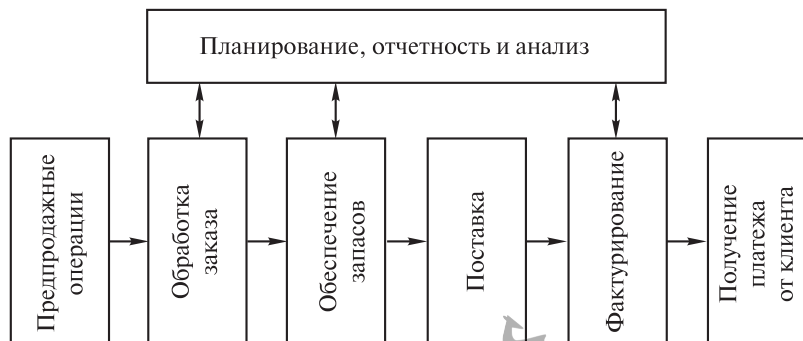 Планирование, отчетность и анализ
Предпродажные
операции
Обработка
заказа
Обеспечение
запасов
Поставка
Фактурирование
Получение
платежа
от клиента